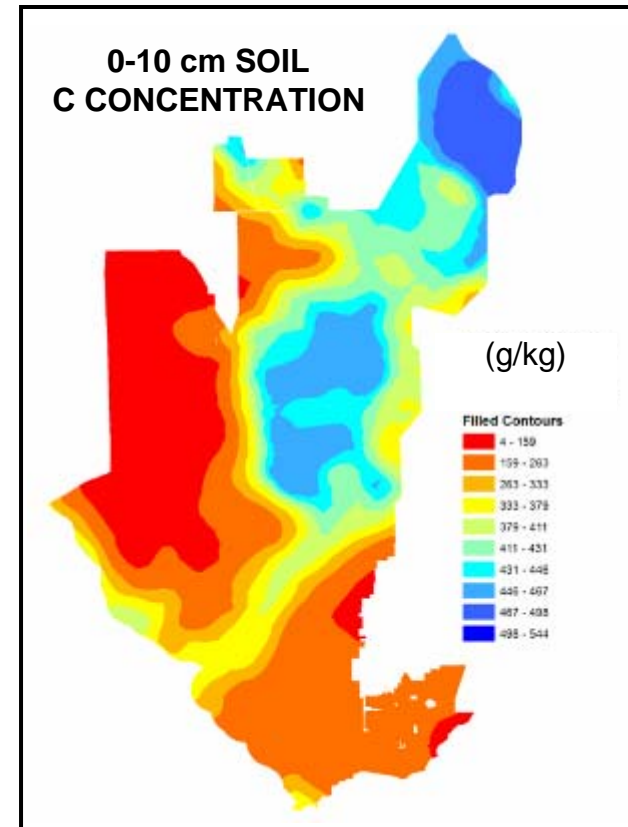 0-10 cm SOIL
C CONCENTRATION
(g/kg)
Filled Contours
4 - 159
159 - 263
263 - 333
333 - 379
379 - 411
411 - 431
431 - 446
446 - 467
467 - 498
498 - 544